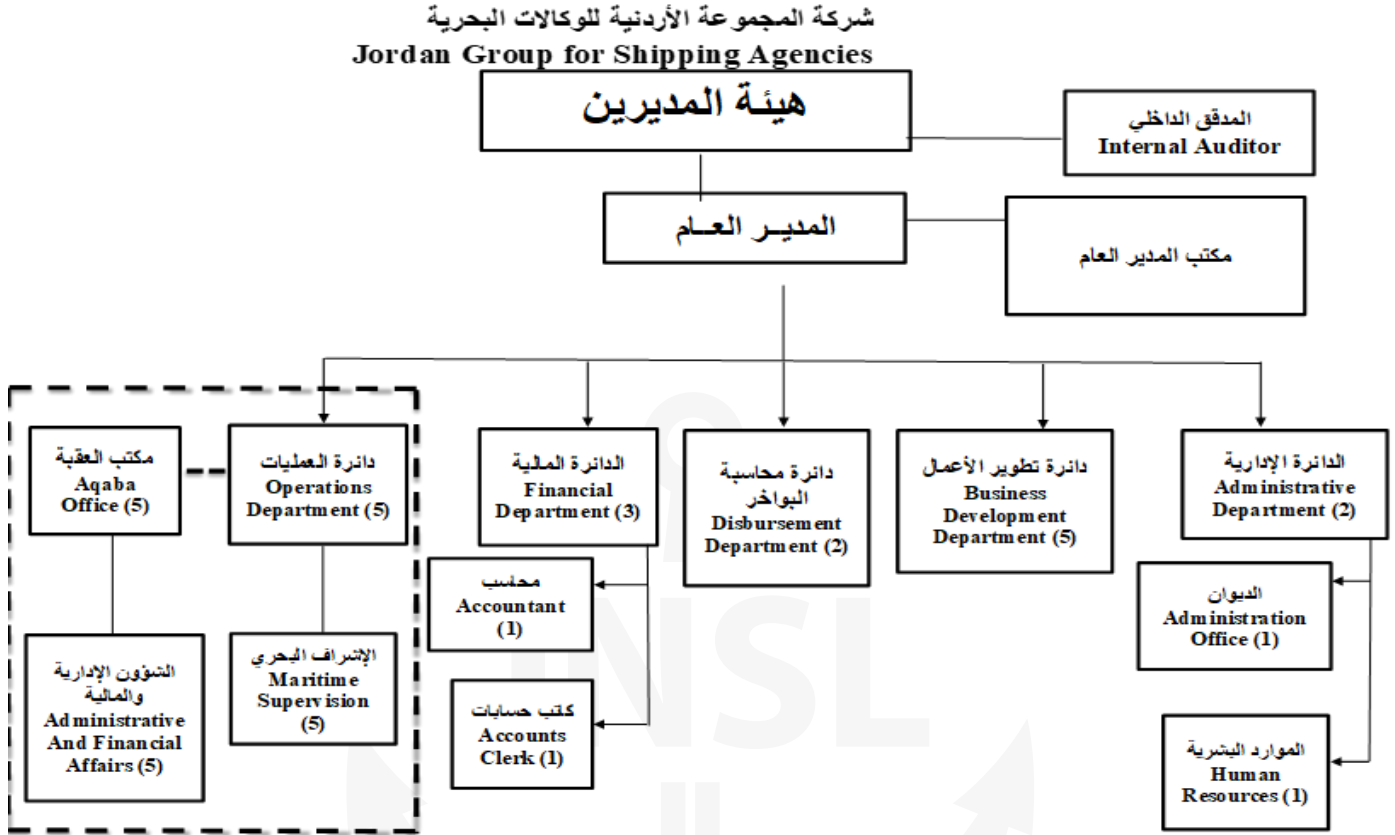 شركة المجموعة الأردنية للوكالات البحرية
Jordan Group for Shipping Agencies
هيئة المديرين
المدقق الداخلي
Internal Auditor
المديــر العــام
مكتب المدير العام
مكتب العقبة
Aqaba
Office (5)
دائرة العمليات
Operations
Department (5)
الدائرة المالية
Financial
Department (3)
دائرة محاسبة
البواخر
Disbursement
Department (2)
دائرة تطوير الأعمال
Business
Development
Department (5)
الدائرة الإدارية
Administrative
Department (2)
محاسب
Accountant
(1)
الديوان
Administration
Office (1)
الشؤون الإدارية
والمالية
Administrative
And Financial
Affairs (5)
الإشراف البحري
Maritime
Supervision
(5)
كاتب حسابات
Accounts
Clerk (1)
الموارد البشرية
Human
Resources (1)
JNSL